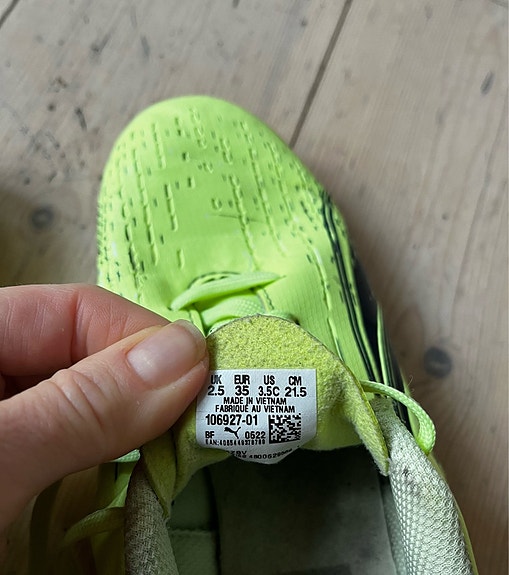 UK EUR US CM
2.5 35 3.5C 21.5
MADE IN VIETNAM
FABRIQUÉ AU VIETNAM
106927-01
BF 0622